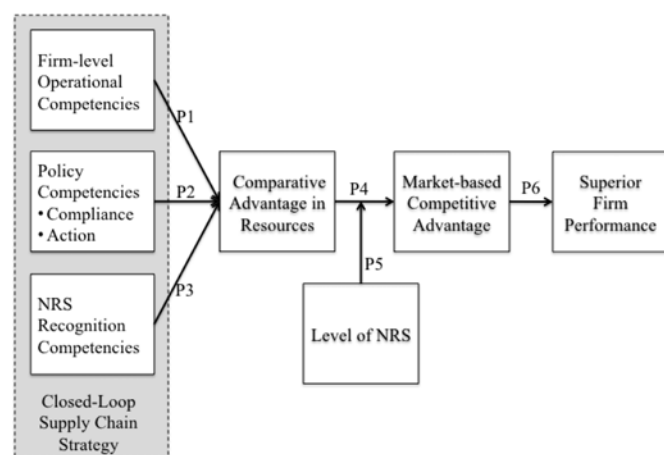 Firm-level
Operational
Competencies
P1
Policy
Competencies
• Compliance
• Action
P2
NRS
Recognition
Competencies
P3
Closed-Loop
Supply Chain
Strategy
Comparative
Advantage in
Resources
P4
P5
Level of NRS
Market-based
Competitive
Advantage
P6
Superior
Firm
Performance